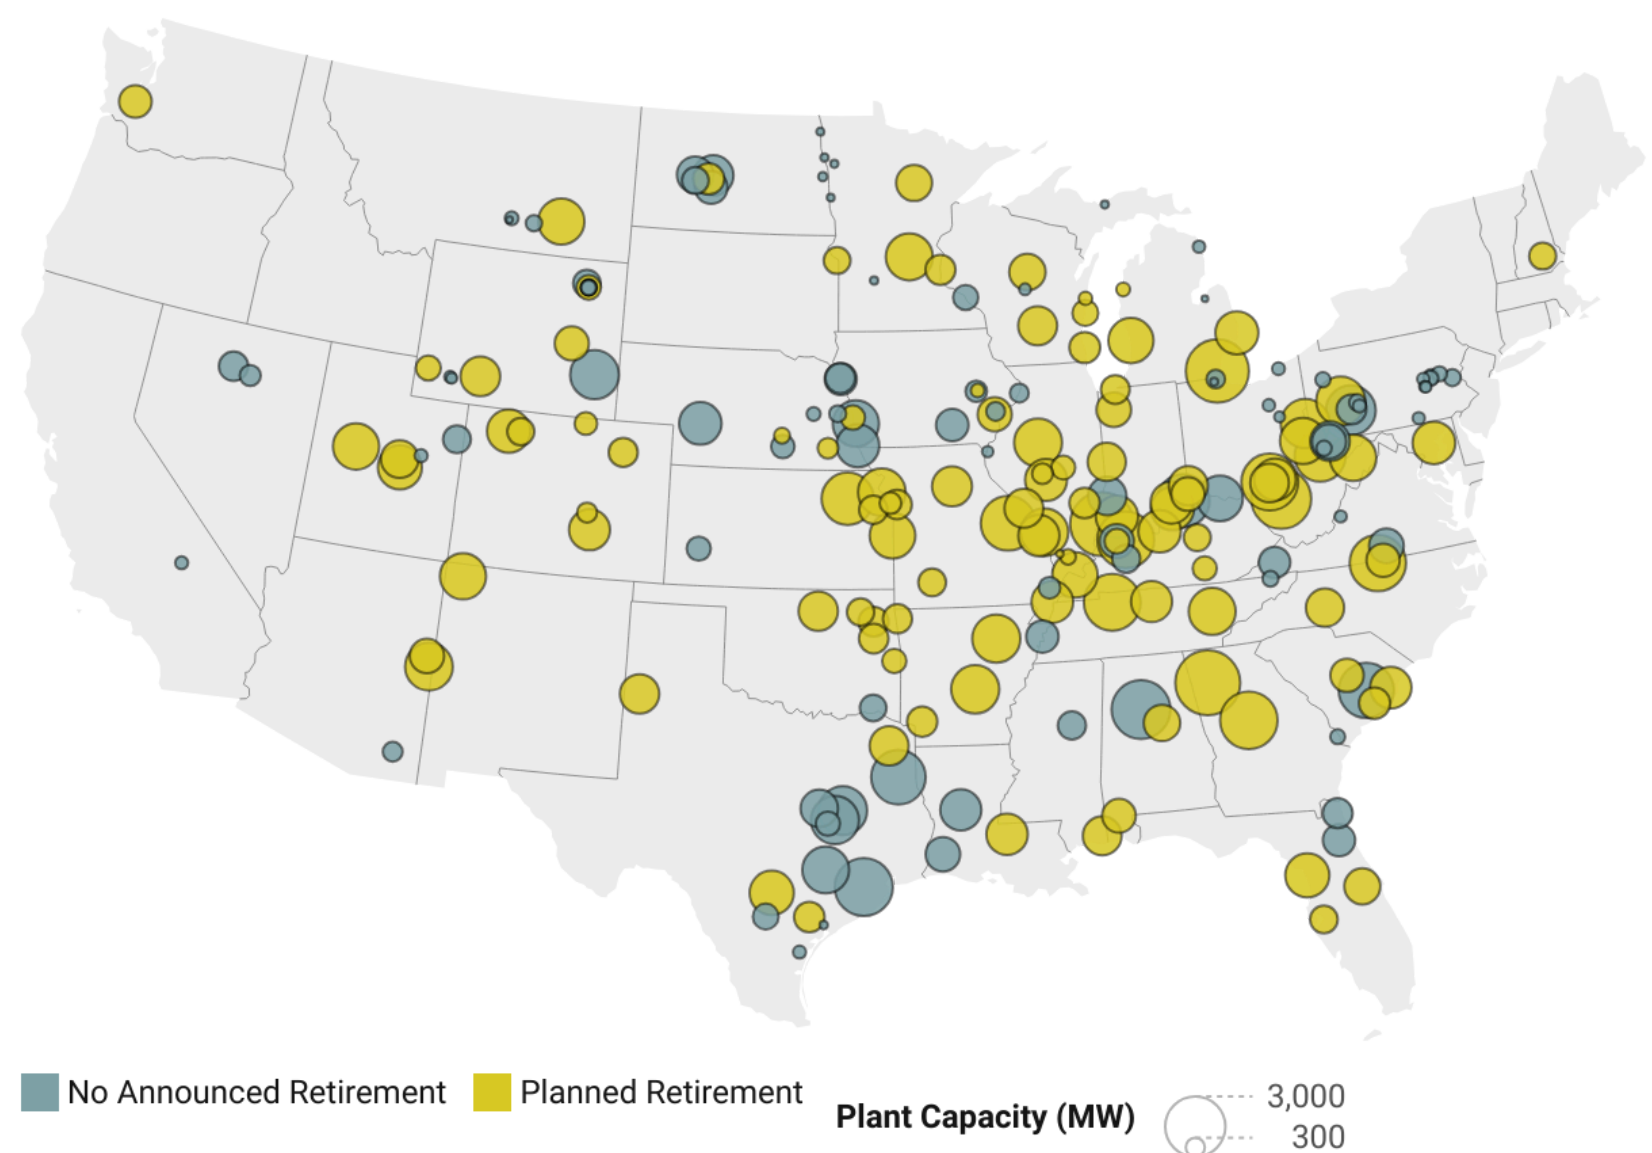 No Announced Retirement
Planned Retirement
Plant Capacity (MW)
3,000
300